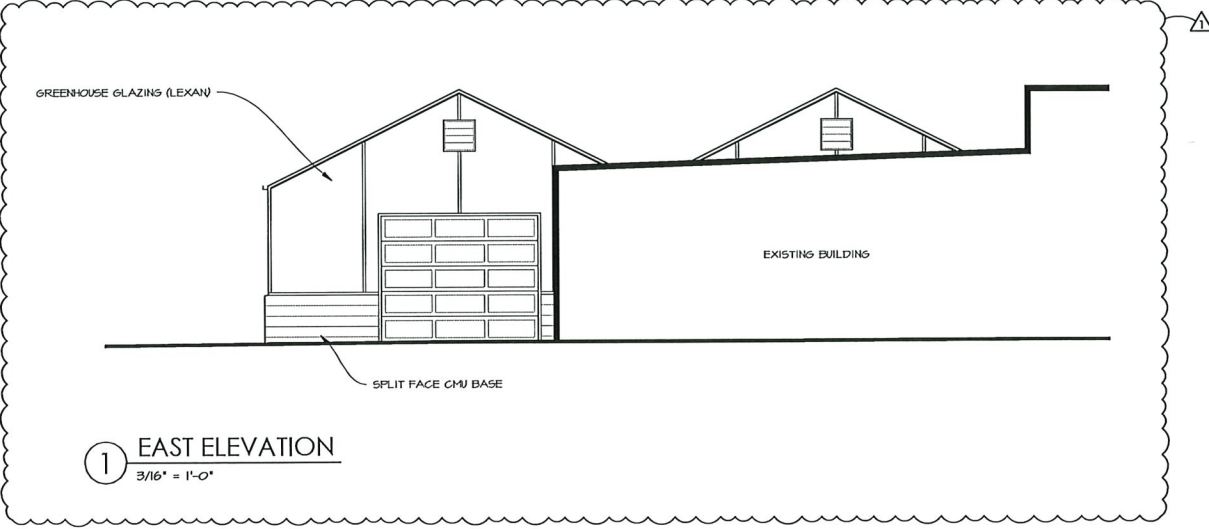 1
GREENHOUSE GLAZING (LEXAN)
EXISTING BUILDING
SPLIT FACE CMU BASE
1 EAST ELEVATION
3/16" = 1'-0"